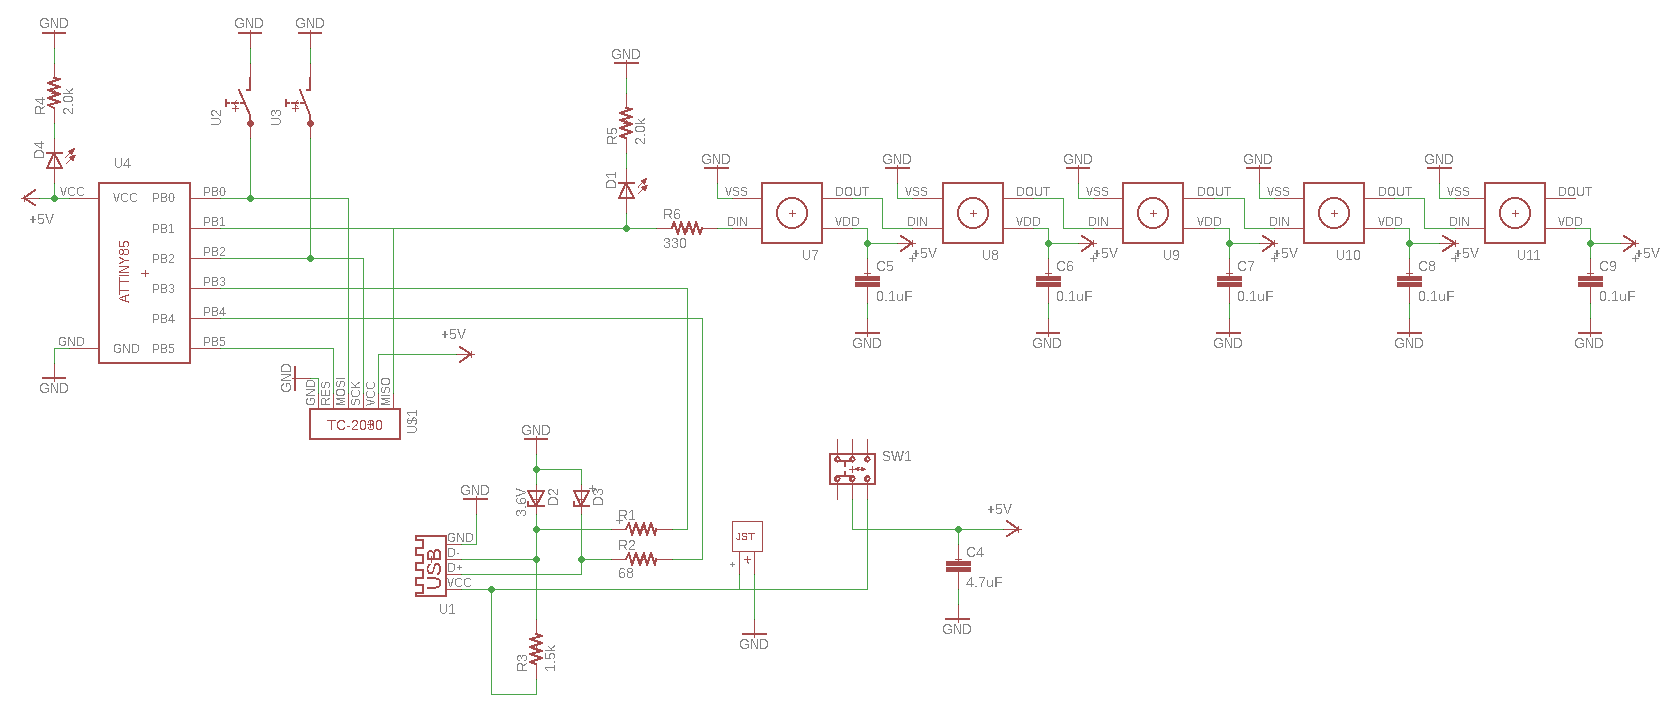 GND
GND
GND
GND
R4
2.0k
U2
U3
R5
2.0k
D4
D1
U4
VCC
+5V
VCC
PB0
PB0
PB1
PB1
PB2
PB2
PB3
PB3
PB4
PB4
GND
PB5
PB5
ATTINY85
GND
GND
R6
330
GND
VSS
DIN
DOUT
VDD
U7
+5V
C5
0.1uF
GND
GND
VSS
DIN
DOUT
VDD
U8
+5V
C6
0.1uF
GND
GND
VSS
DIN
DOUT
VDD
U9
+5V
C7
0.1uF
GND
GND
VSS
DIN
DOUT
VDD
U10
+5V
C8
0.1uF
GND
GND
VSS
DIN
DOUT
VDD
U11
+5V
C9
0.1uF
GND
+5V
GND
GND
RES
MOSI
SCK
VCC
MISO
TC-2030
U$1
GND
3.6V
D2
D3
GND
R1
R2
68
GND
D-
D+
VCC
USB
U1
R3
1.5k
JST
GND
SW1
+5V
C4
4.7uF
GND